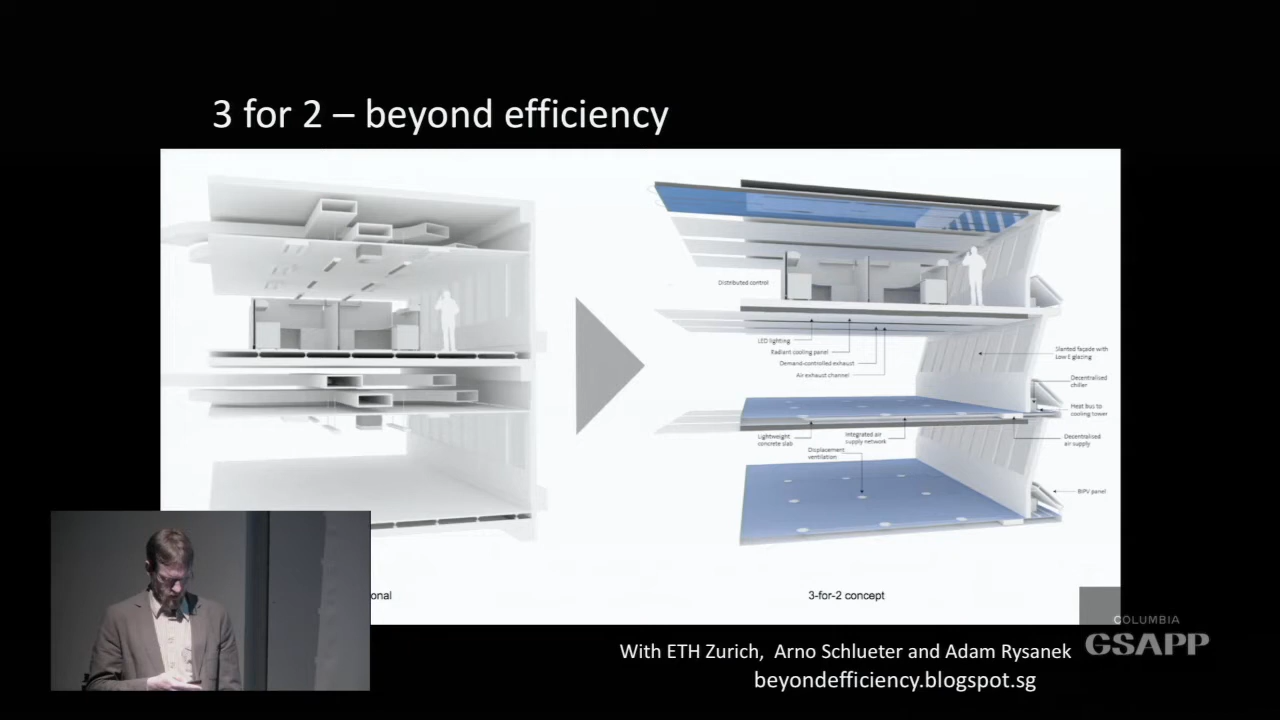 3 for 2 – beyond efficiency
Distributed control
LED lighting
Radiant cooling panel
Demand-controlled exhaust
Air exhaust channel
Slanted façade with
Low E glazing
Decentralised
chiller
Heat bus to
cooling tower
Lightweight
concrete slab
Integrated air
supply network
Decentralised
air supply
Displacement
ventilation
BIPV panel
onal
3-for-2 concept
COLUMBIA
GSAPP
With ETH Zurich, Arno Schlueter and Adam Rysanek
beyondefficiency.blogspot.sg